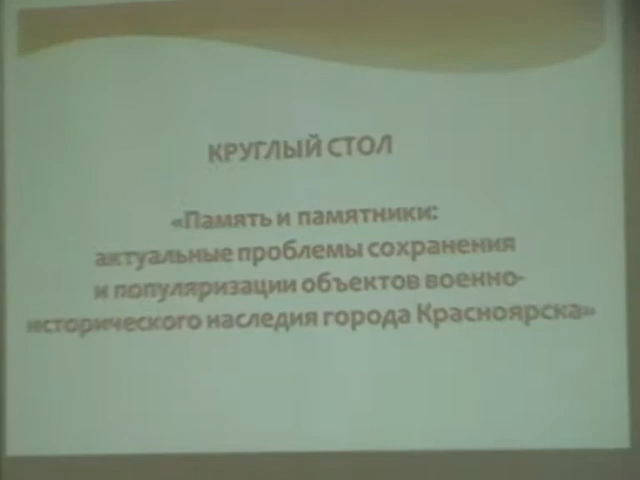 КРУГЛЫЙ СТОЛ
«Память и памятники:
актуальные проблемы сохранения
и популяризации объектов военно-
исторического наследия города Красноярска»